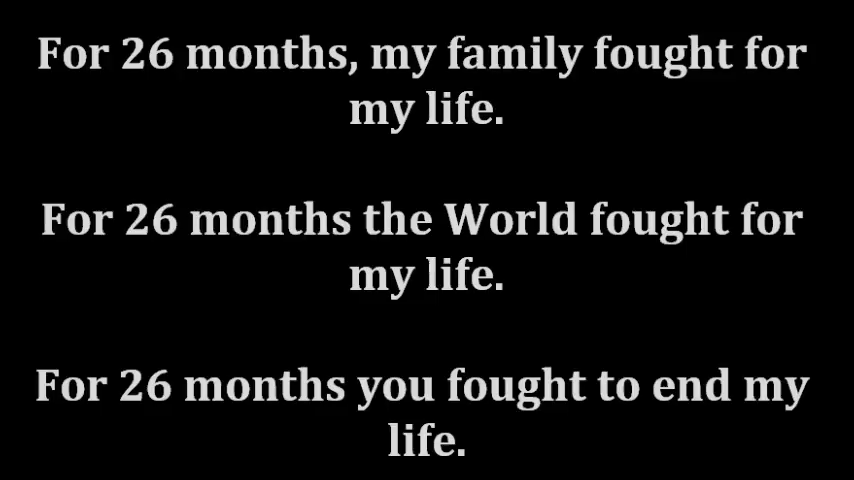 For 26 months, my family fought for
my life.
For 26 months the World fought for
my life.
For 26 months you fought to end my
life.